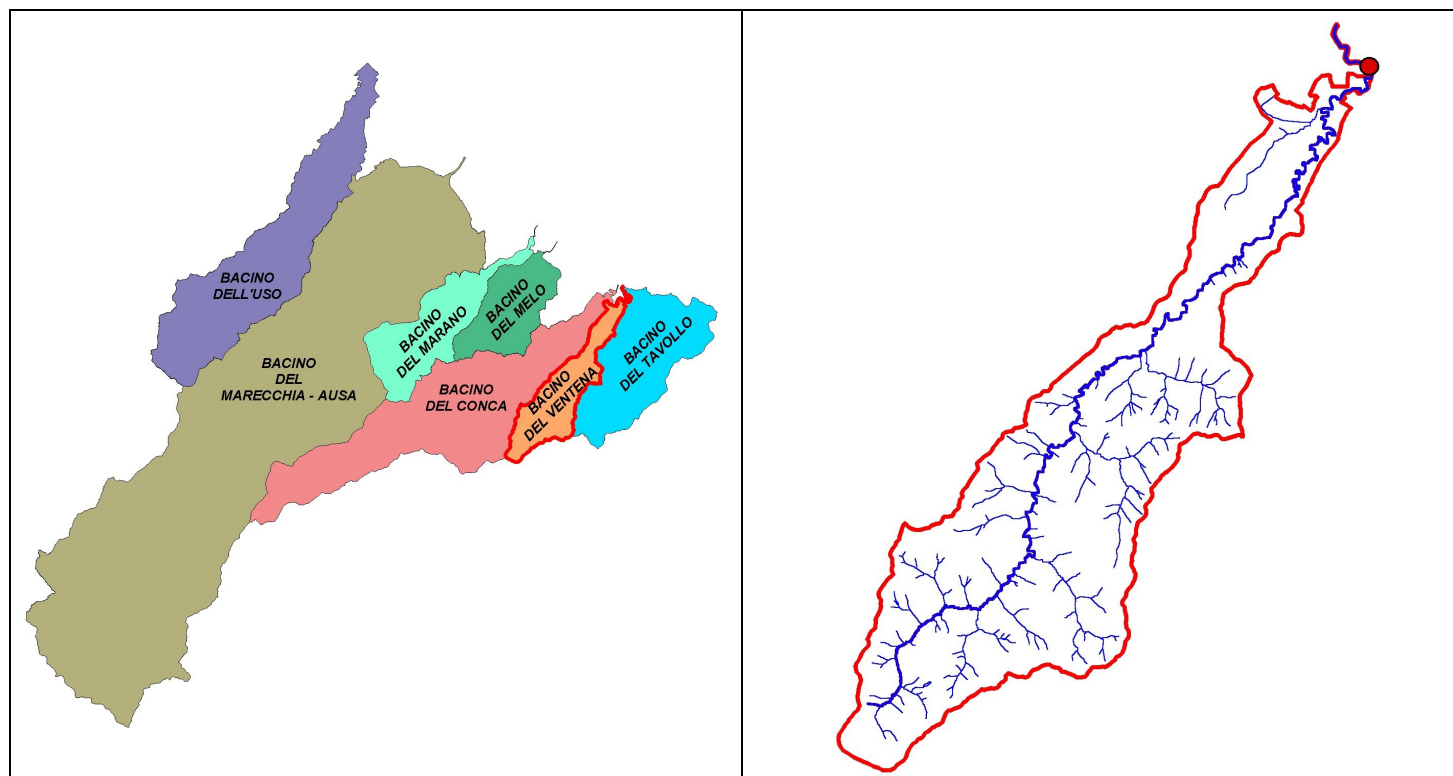 BACINO
DELL'USO
BACINO
DEL MARANO
BACINO
DEL MELO
BACINO
DEL
MARECCHIA - AUSA
BACINO
DEL CONCA
BACINO
DEL VENTENA
BACINO
DEL TAVOLLO